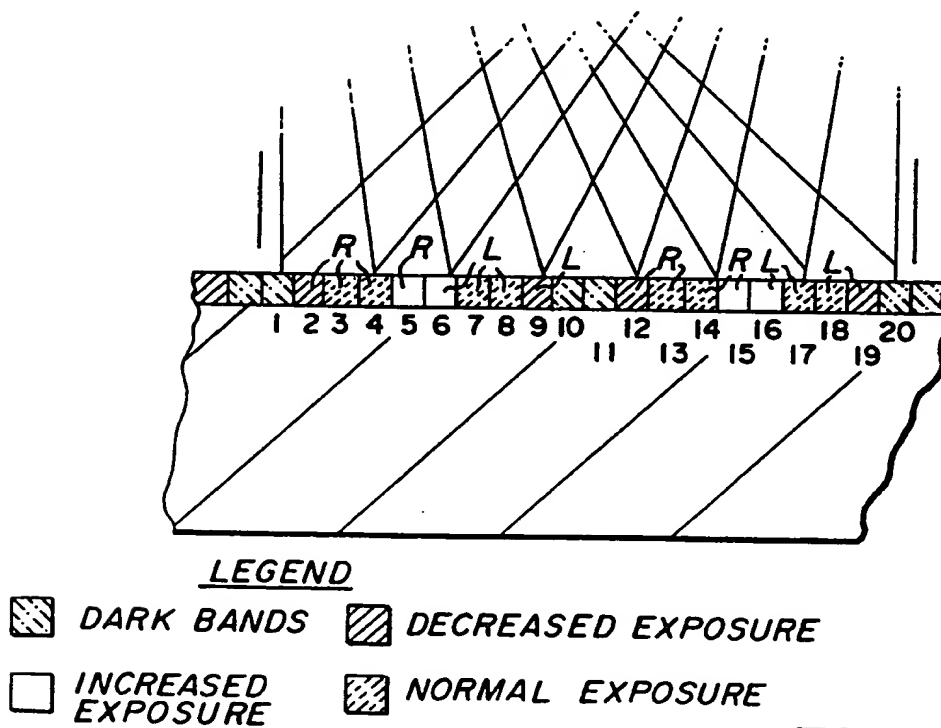 R R L L R R L L
1 2 3 4 5 6 7 8 9 10 12 14 16 18 20
11 13 15 17 19
LEGEND
DARK BANDS DECREASED EXPOSURE
INCREASED EXPOSURE NORMAL EXPOSURE